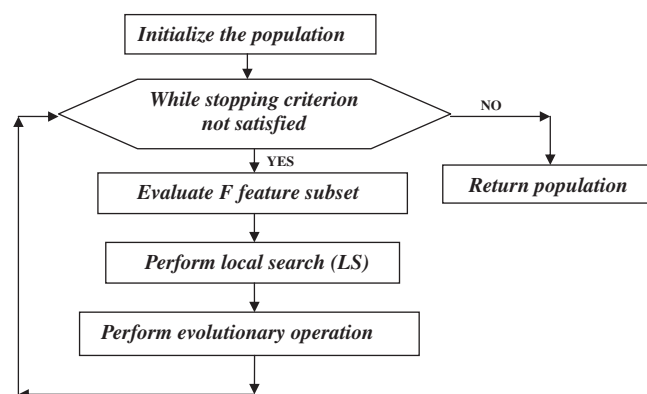 Initialize the population
While stopping criterion
not satisfied
NO
YES
Evaluate F feature subset
Return population
Perform local search (LS)
Perform evolutionary operation